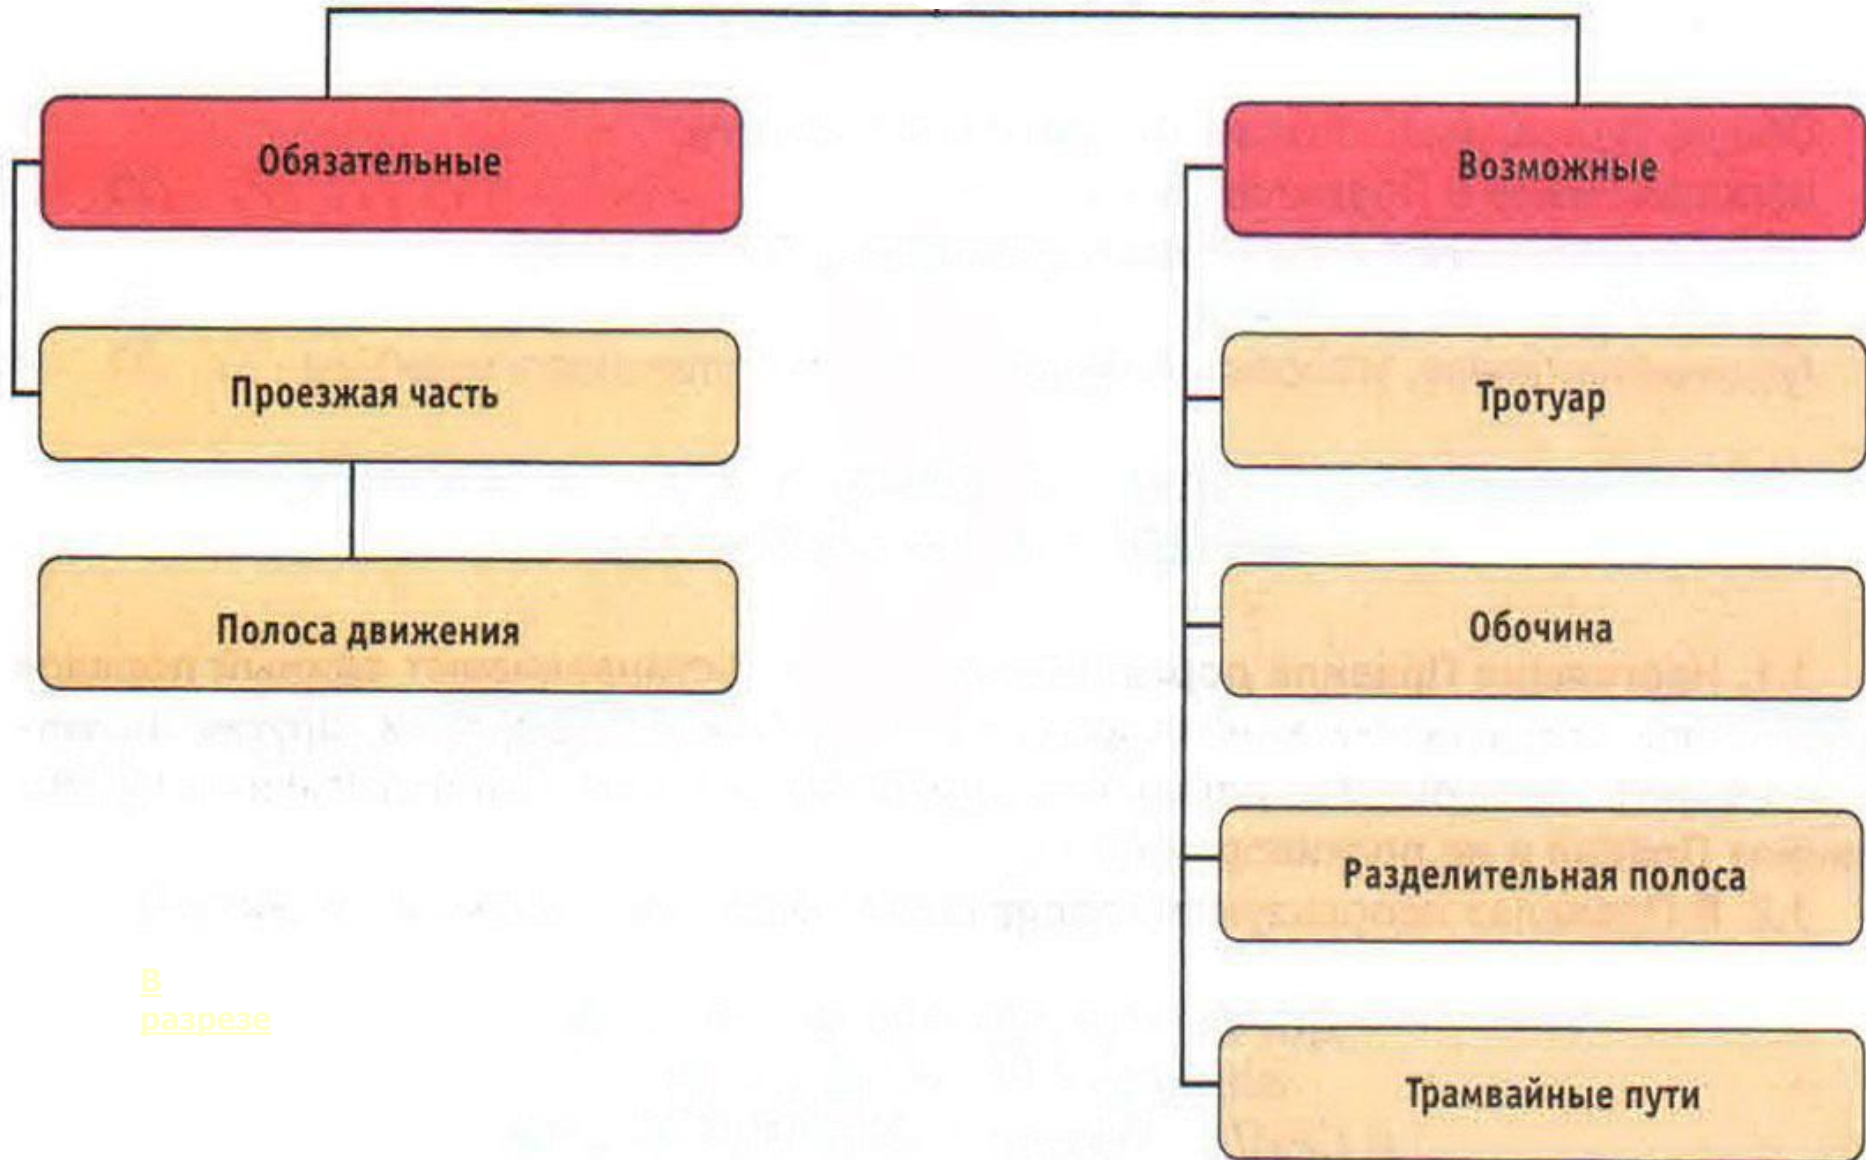 Обязательные
Проезжая часть
Полоса движения
Возможные
Тротуар
Обочина
Разделительная полоса
Трамвайные пути
В
разрезе